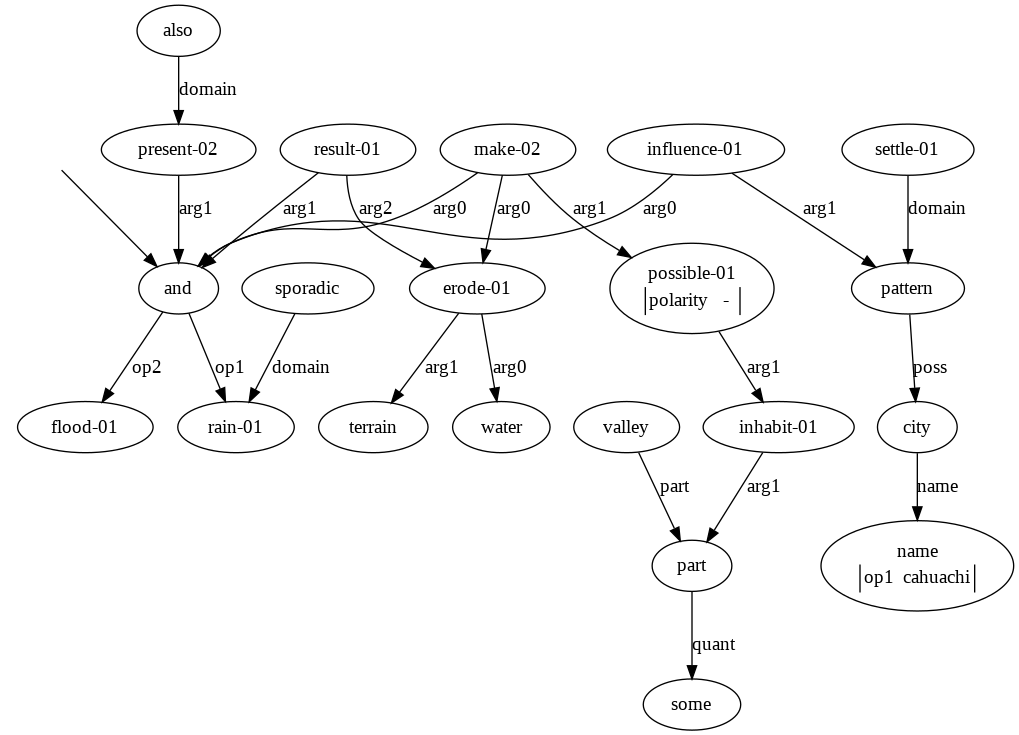 also
domain
present-02
result-01
make-02
influence-01
settle-01
arg1
arg1
arg2
arg0
arg0
arg1
arg0
arg1
domain
and
sporadic
erode-01
possible-01
polarity -
pattern
op2
op1
domain
arg1
arg0
arg1
poss
flood-01
rain-01
terrain
water
valley
inhabit-01
city
part
arg1
name
part
name
op1 cahuachi
quant
some